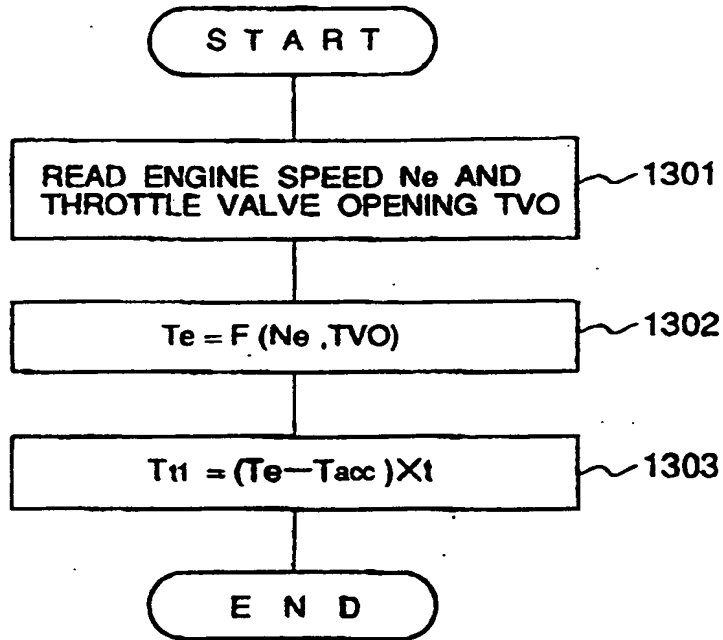 START
READ ENGINE SPEED Ne AND
THROTTLE VALVE OPENING TVO
1301
Te = F (Ne ,TVO)
1302
Tt1 = (Te—Tacc)×t
1303
END